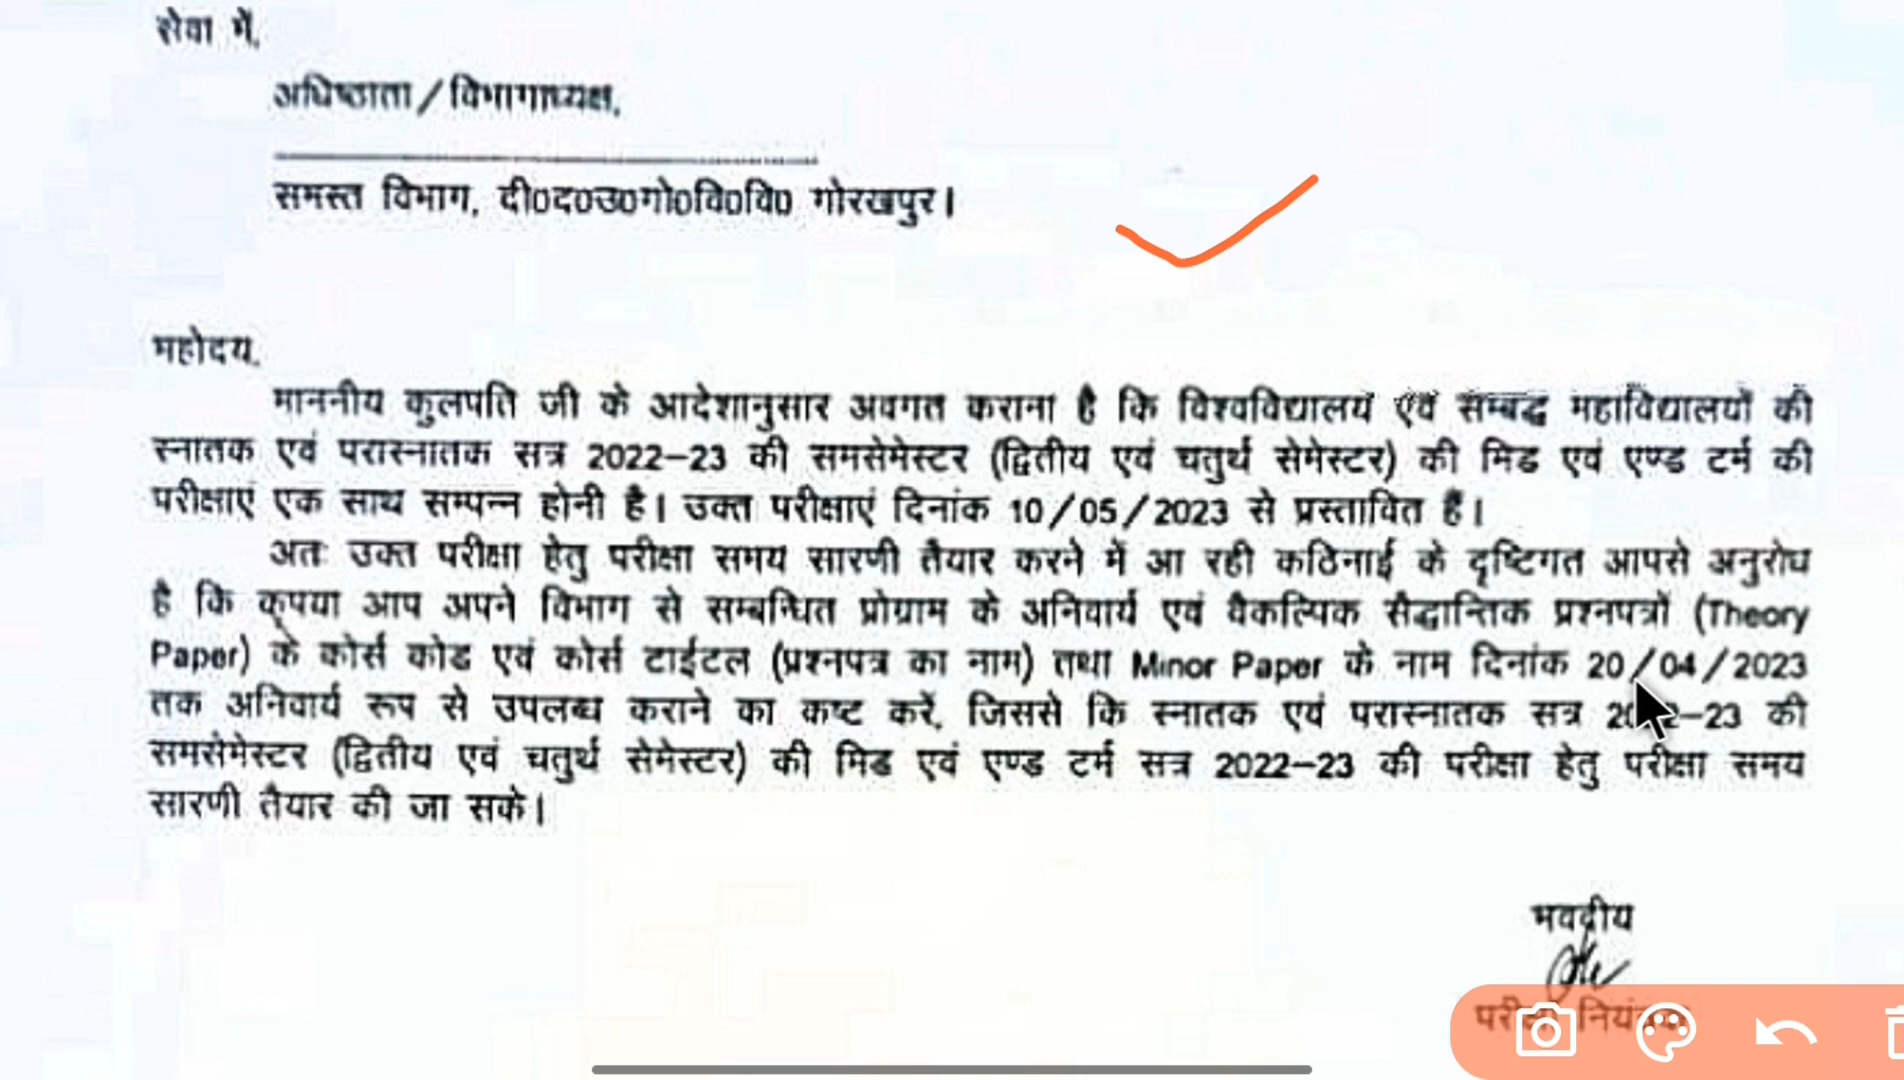 सेवा में,
अधिष्ठाता/विभागाध्यक्ष,
समस्त विभाग, दी0द0उ0गो0वि0वि0 गोरखपुर।
महोदय,
माननीय कुलपति जी के आदेशानुसार अवगत कराना है कि विश्वविद्यालय एवं सम्बद्ध महाविद्यालयों की
स्नातक एवं परास्नातक सत्र 2022-23 की समसेमेस्टर (द्वितीय एवं चतुर्थ सेमेस्टर) की मिड एवं एण्ड टर्म की
परीक्षाएं एक साथ सम्पन्न होनी है। उक्त परीक्षाएं दिनांक 10/05/2023 से प्रस्तावित हैं।
अतः उक्त परीक्षा हेतु परीक्षा समय सारणी तैयार करने में आ रही कठिनाई के दृष्टिगत आपसे अनुरोध
है कि कृपया आप अपने विभाग से सम्बन्धित प्रोग्राम के अनिवार्य एवं वैकल्पिक सैद्धान्तिक प्रश्नपत्रों (Theory
Paper) के कोर्स कोड एवं कोर्स टाईटल (प्रश्नपत्र का नाम) तथा Minor Paper के नाम दिनांक 20/04/2023
तक अनिवार्य रूप से उपलब्ध कराने का कष्ट करें, जिससे कि स्नातक एवं परास्नातक सत्र 2022-23 की
समसेमेस्टर (द्वितीय एवं चतुर्थ सेमेस्टर) की मिड एवं एण्ड टर्म सत्र 2022-23 की परीक्षा हेतु परीक्षा समय
सारणी तैयार की जा सके।
भवदीय
परीक्षा नियंत्रक